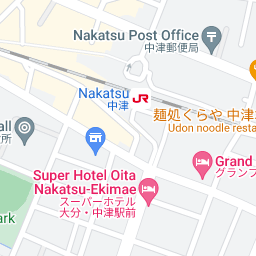 Nakatsu Post Office
中津郵便局
Nakatsu
中津
JR
麺処くらや 中津
Udon noodle resta
all
所
Super Hotel Oita
Nakatsu-Ekimae
スーパーホテル
大分・中津駅前
Grand
グランフ
ark